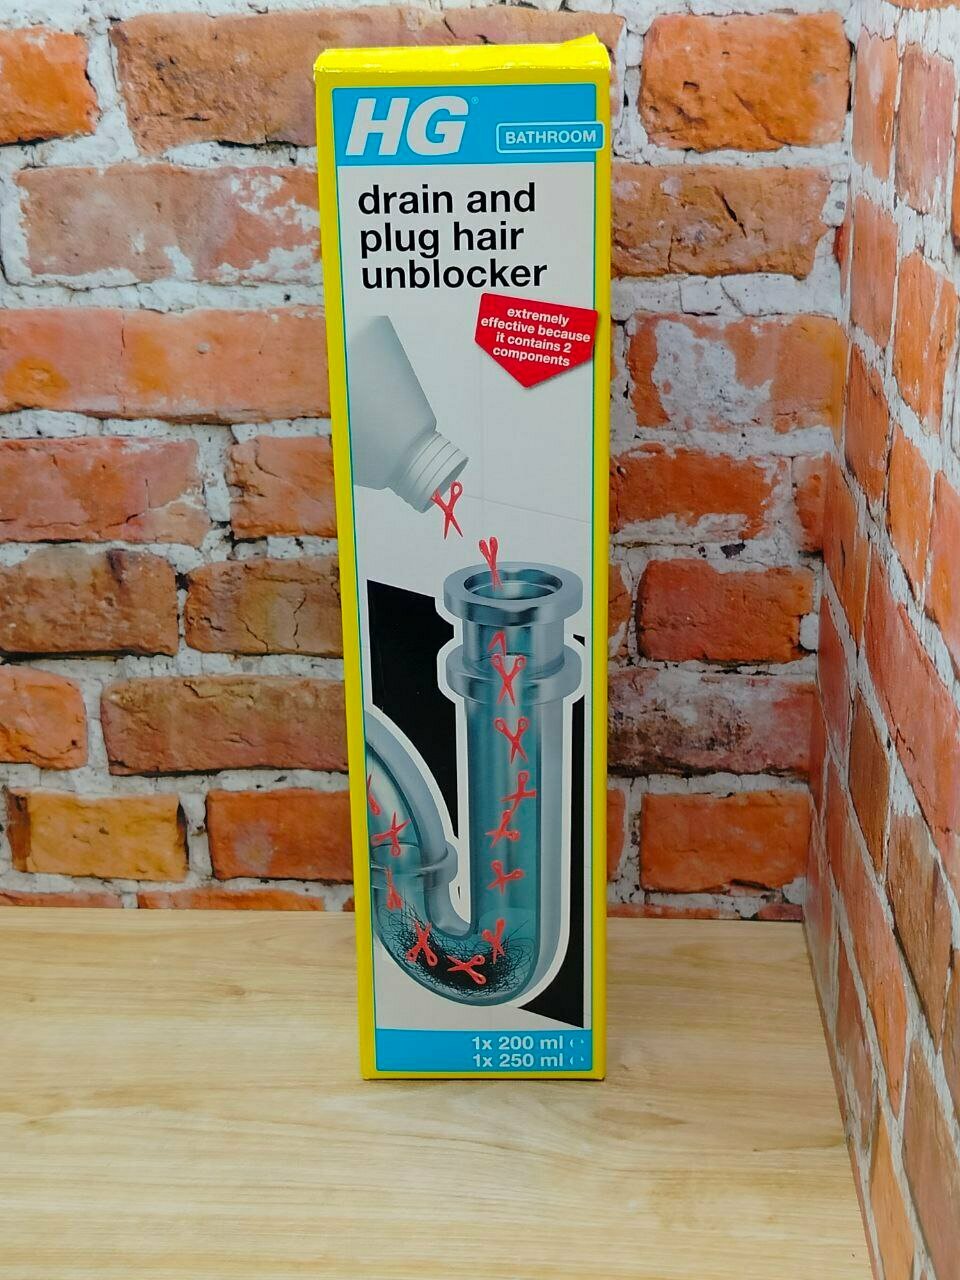 HG®
BATHROOM
drain and
plug hair
unblocker
extremely
effective because
it contains 2
components
1x 200 ml e
1x 250 ml e